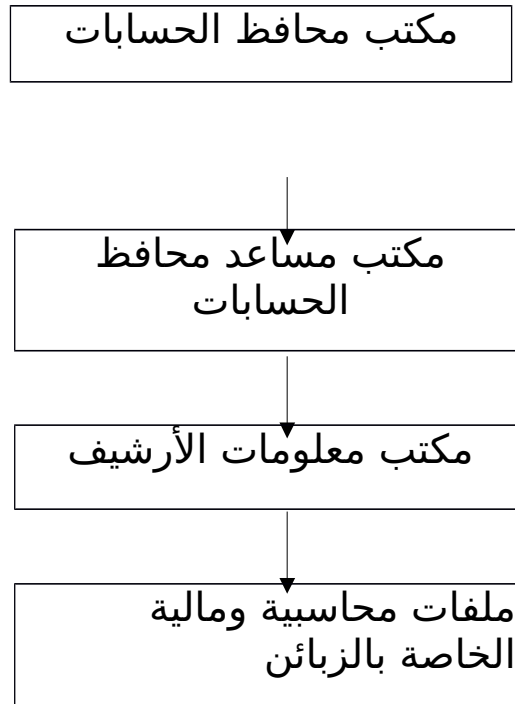 مكتب محافظ الحسابات
مكتب مساعد محافظ
الحسابات
مكتب معلومات الأرشيف
ملفات محاسبية ومالية
الخاصة بالزبائن